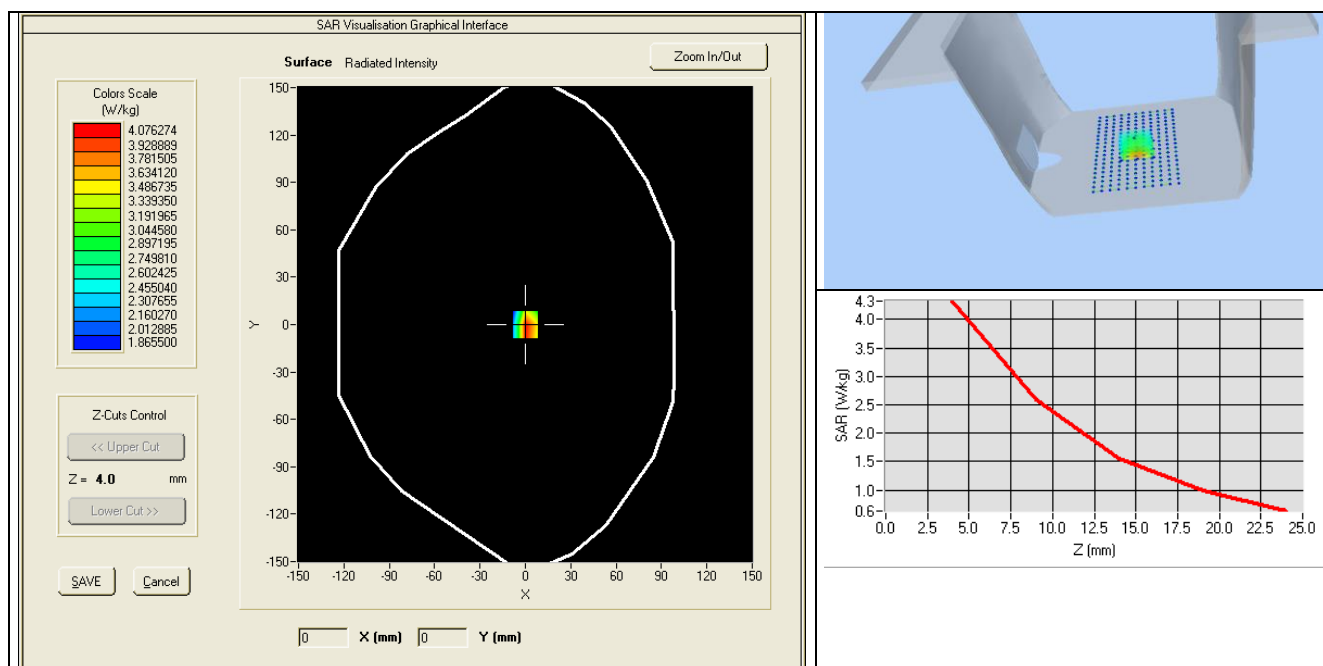 SAR Visualisation Graphical Interface
Surface Radiated Intensity
Zoom In/Out
Colors Scale
(W/kg)
4.076274
3.928889
3.781505
3.634120
3.486735
3.339350
3.191965
3.044580
2.897195
2.749810
2.602425
2.455040
2.307655
2.160270
2.012885
1.865500
Z-Cuts Control
<< Upper Cut
Z = 4.0 mm
Lower Cut >>
SAVE Cancel
Y
150
120
90
60
30
0
-30
-60
-90
-120
-150
-150 -120 -90 -60 -30 0 30 60 90 120 150
X
0 X (mm) 0 Y (mm)
SAR (W/kg)
4.3
4.0
3.5
3.0
2.5
2.0
1.5
1.0
0.6
0.0 2.5 5.0 7.5 10.0 12.5 15.0 17.5 20.0 22.5 25.0
Z (mm)